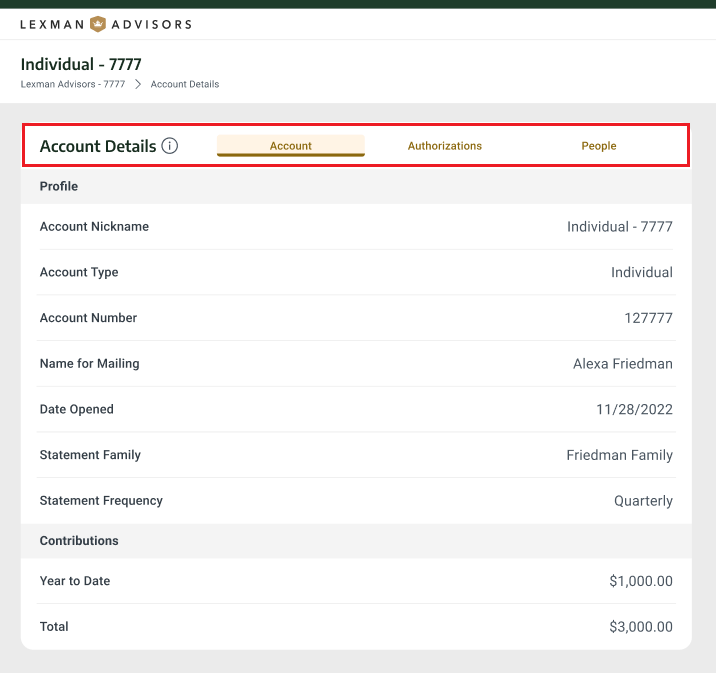 LEXMAN ADVISORS
Individual - 7777
Lexman Advisors - 7777 > Account Details
Account Details Account Authorizations People
Profile
Account Nickname Individual - 7777
Account Type Individual
Account Number 127777
Name for Mailing Alexa Friedman
Date Opened 11/28/2022
Statement Family Friedman Family
Statement Frequency Quarterly
Contributions
Year to Date $1,000.00
Total $3,000.00